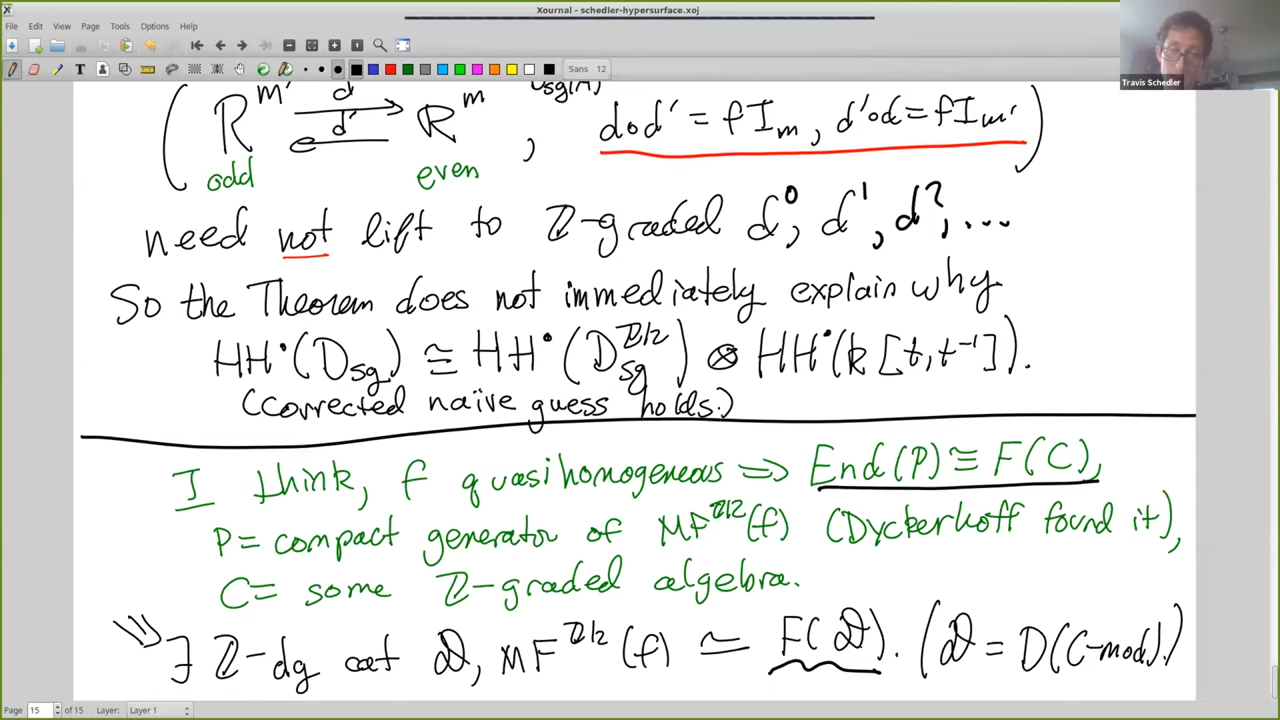 Xournal - schedler-hypersurface.xoj
File Edit View Page Tools Options Help
Sans 12
Travis Schedler
( R^m' d d' R^m , d∘d' = f I_m , d'∘d = f I_m' )
odd even
need not lift to ℤ-graded d^0, d^1, d^2, ...
So the Theorem does not immediately explain why
HH^•(D_sg) ≅ HH^•(D_sg^{ℤ/2}) ⊗ HH^•(k[t,t^{-1}]).
(corrected naïve guess holds.)
I think, f quasihomogeneous ⇒ End(P) ≅ F(C),
P = compact generator of MF^{ℤ/2}(f) (Dyckerhoff found it),
C = some ℤ-graded algebra.
⇒ ∃ ℤ-dg cat 𝒟, MF^{ℤ/2}(f) ≃ F(𝒟). (𝒟 = D(C-mod).)
Page 15 of 15 Layer: Layer 1